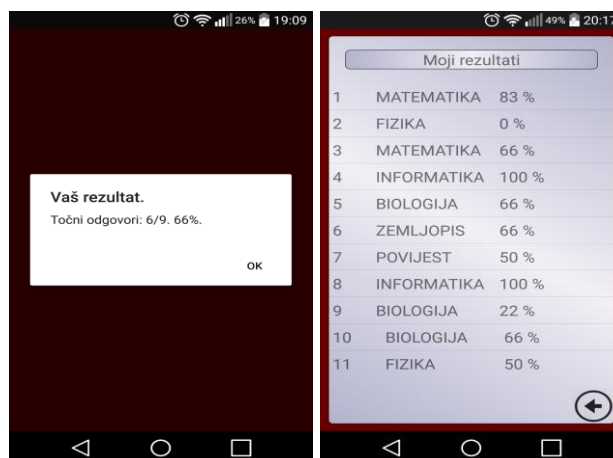 26% 19:09
Vaš rezultat.
Točni odgovori: 6/9. 66%.
OK
49% 20:17
Moji rezultati
1 MATEMATIKA 83 %
2 FIZIKA 0 %
3 MATEMATIKA 66 %
4 INFORMATIKA 100 %
5 BIOLOGIJA 66 %
6 ZEMLJOPIS 66 %
7 POVIJEST 50 %
8 INFORMATIKA 100 %
9 BIOLOGIJA 22 %
10 BIOLOGIJA 66 %
11 FIZIKA 50 %